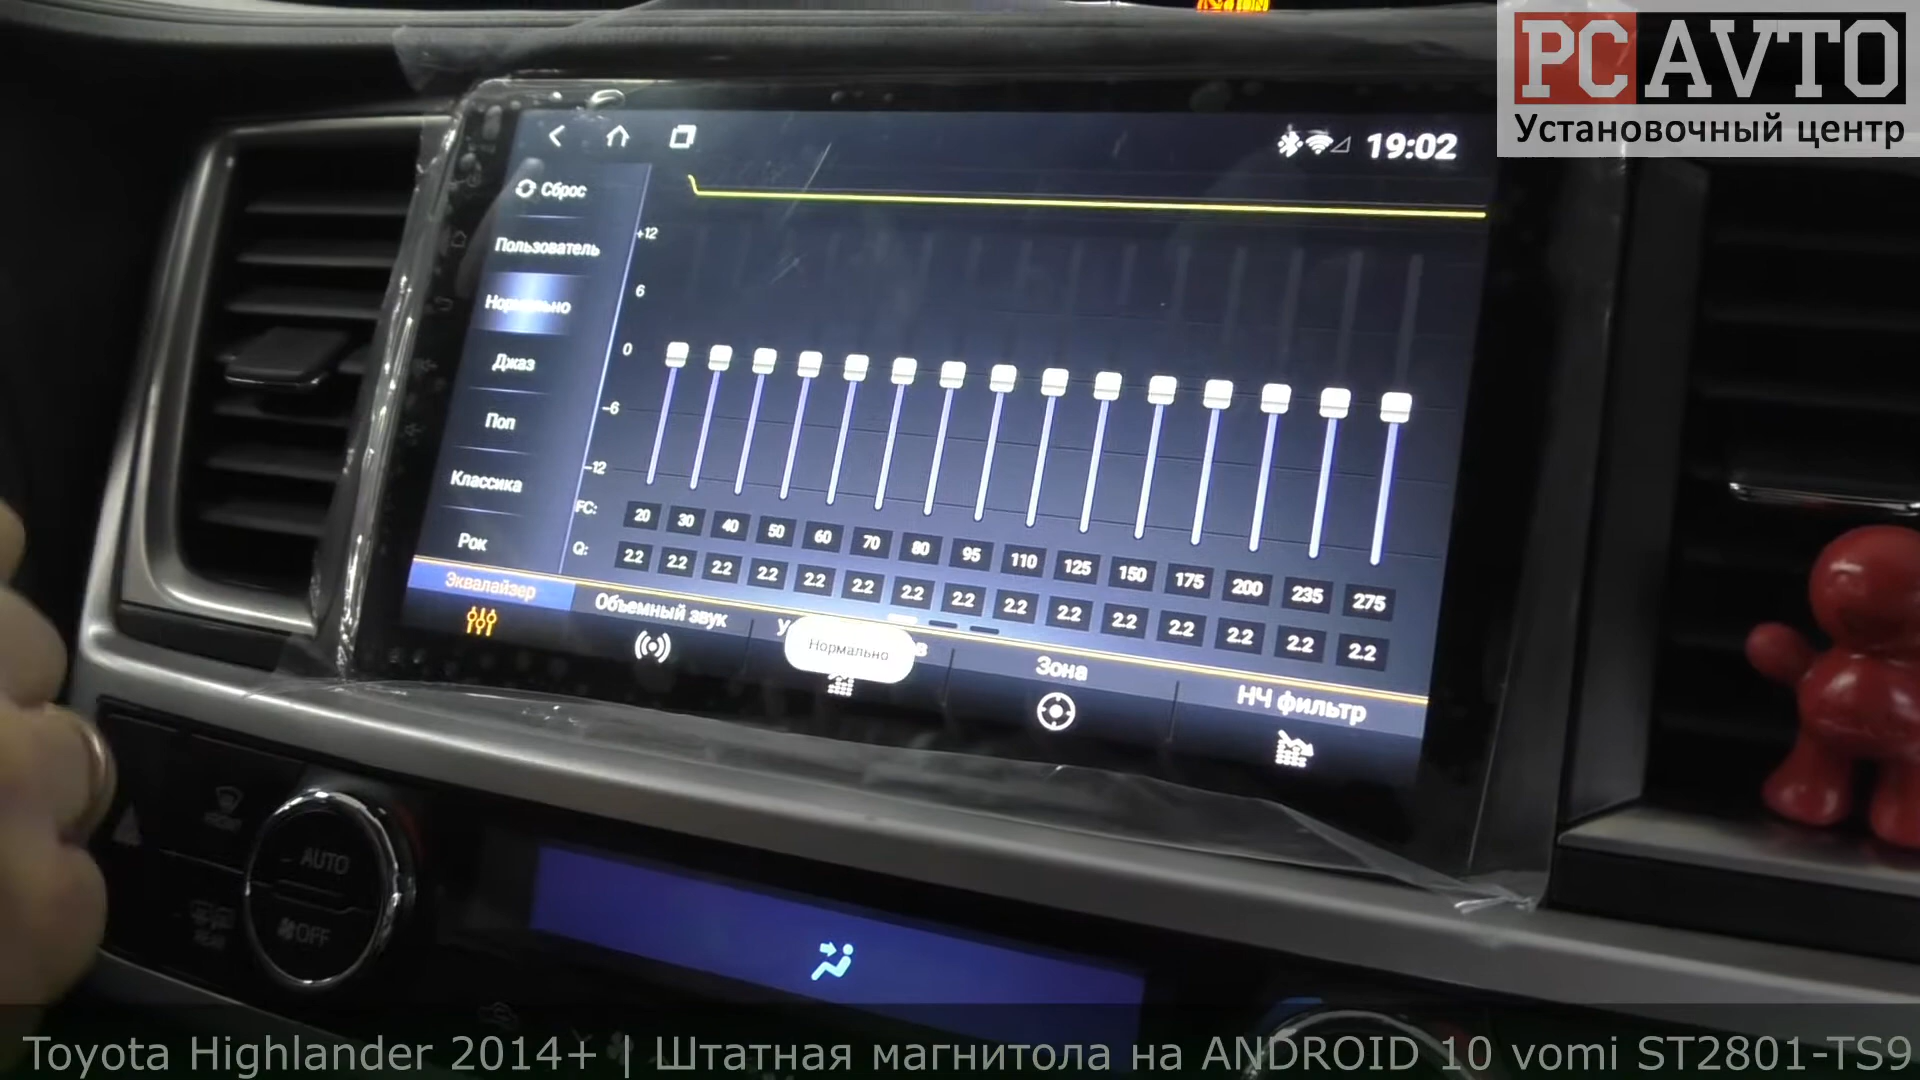 PC AVTO
Установочный центр
19:02
Сброс
Пользователь
Нормально
Джаз
Поп
Классика
Рок
+12
6
0
-6
-12
FC: 20 30 40 50 60 70 80 95 110 125 150 175 200 235 275
Q: 2.2 2.2 2.2 2.2 2.2 2.2 2.2 2.2 2.2 2.2 2.2 2.2 2.2 2.2 2.2
Эквалайзер
Объемный звук
Нормально
Зона
НЧ фильтр
AUTO
OFF
Toyota Highlander 2014+ | Штатная магнитола на ANDROID 10 vomi ST2801-TS9